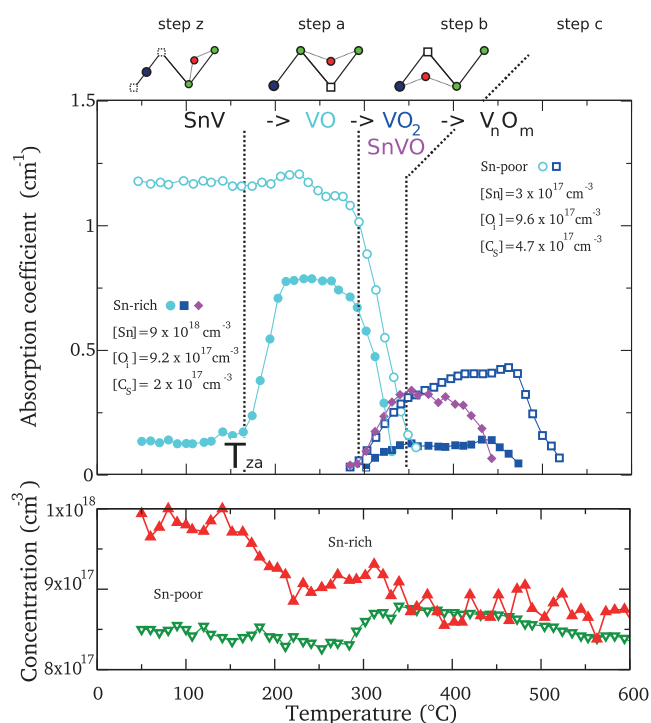 step z step a step b step c
1.5
SnV -> VO -> VO2 -> VnOm
SnVO
Sn-poor
[Sn]=3 x 10^17 cm^-3
[Oi]=9.6 x 10^17 cm^-3
[CS]=4.7 x 10^17 cm^-3
1
Absorption coefficient (cm^-1)
Sn-rich
[Sn]=9 x 10^18 cm^-3
[Oi]=9.2 x 10^17 cm^-3
[CS]= 2 x 10^17 cm^-3
0.5
Tza
0
Concentration (cm^-3)
1x10^18
Sn-rich
9x10^17
Sn-poor
8x10^17
0 100 200 300 400 500 600
Temperature (°C)